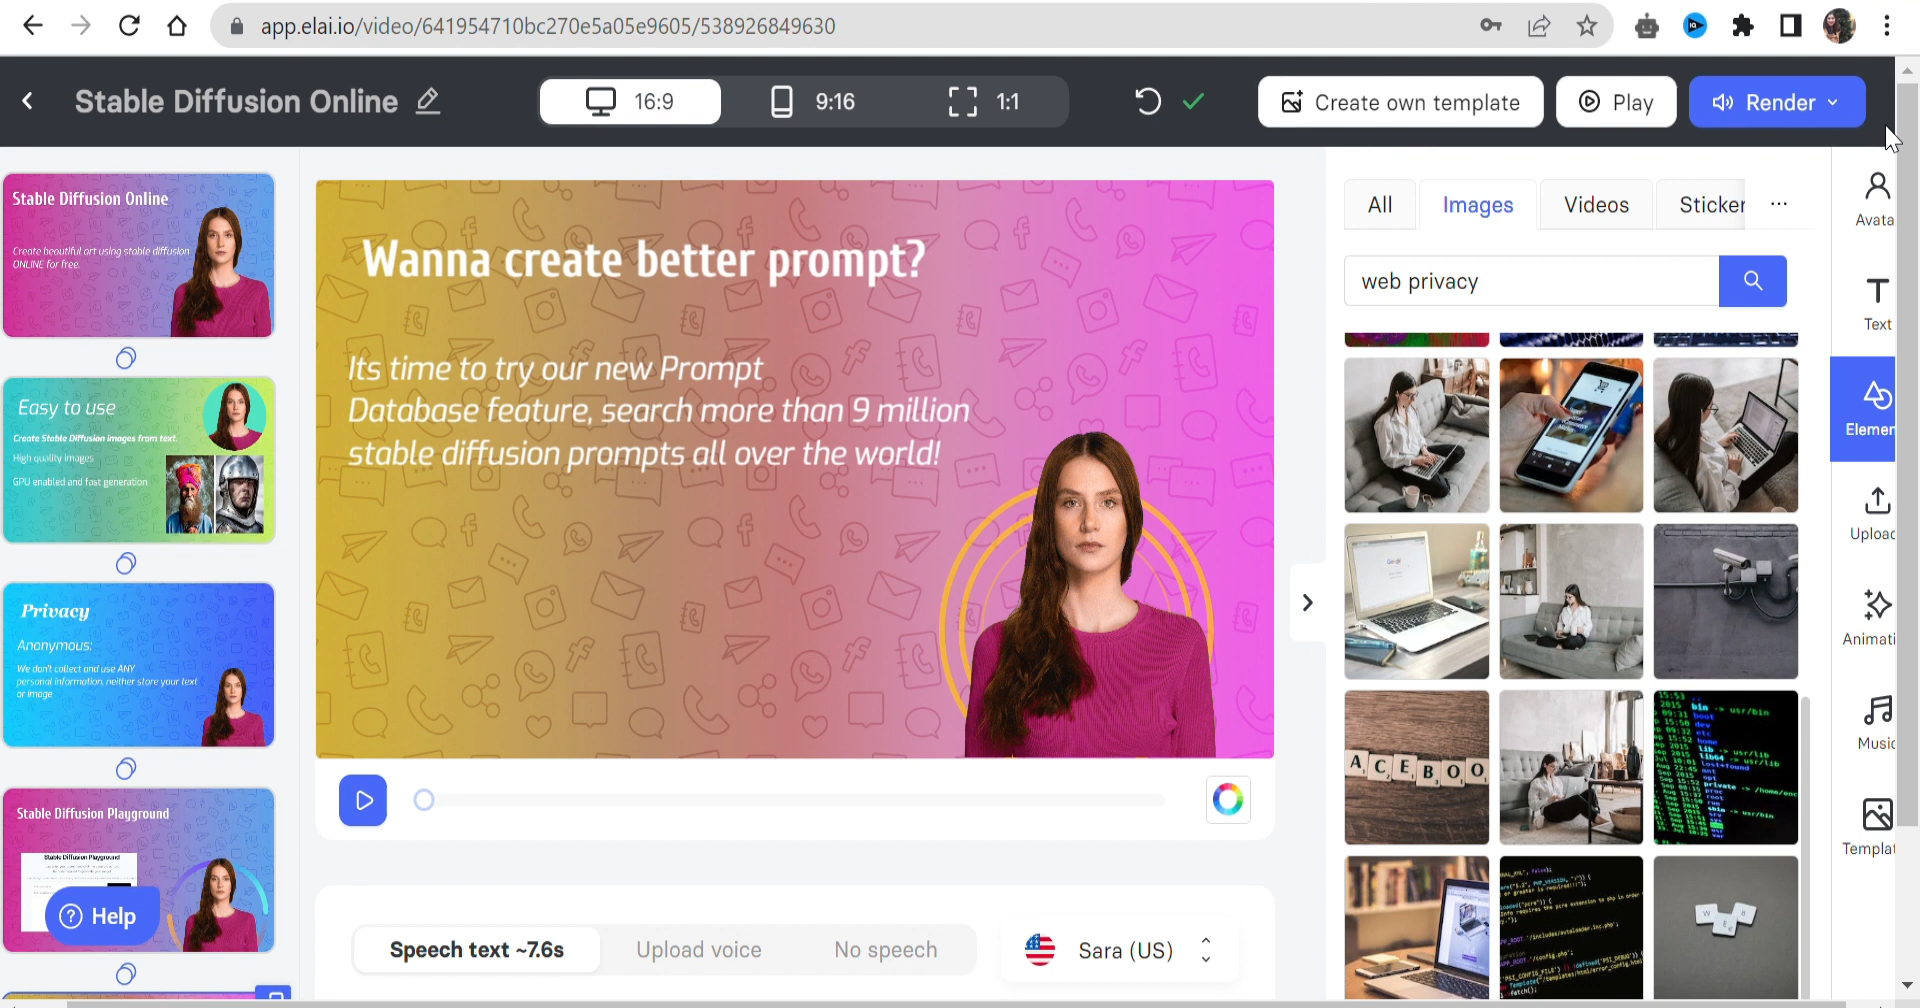 app.elai.io/video/641954710bc270e5a05e9605/538926849630
Stable Diffusion Online
16:9
9:16
1:1
Create own template
Play
Render
Stable Diffusion Online
Create beautiful art using stable diffusion
ONLINE for free.
Easy to use
Create Stable Diffusion images from text.
High quality images
GPU enabled and fast generation
Privacy
Anonymous:
We don't collect and use ANY
personal information, neither store your text
or image
Stable Diffusion Playground
Stable Diffusion Playground
Help
Wanna create better prompt?
Its time to try our new Prompt
Database feature, search more than 9 million
stable diffusion prompts all over the world!
Speech text ~7.6s
Upload voice
No speech
Sara (US)
All
Images
Videos
Sticker
...
web privacy
Google
ACEBOO
W E B
Avata
Text
Elemen
Upload
Animati
Music
Templat